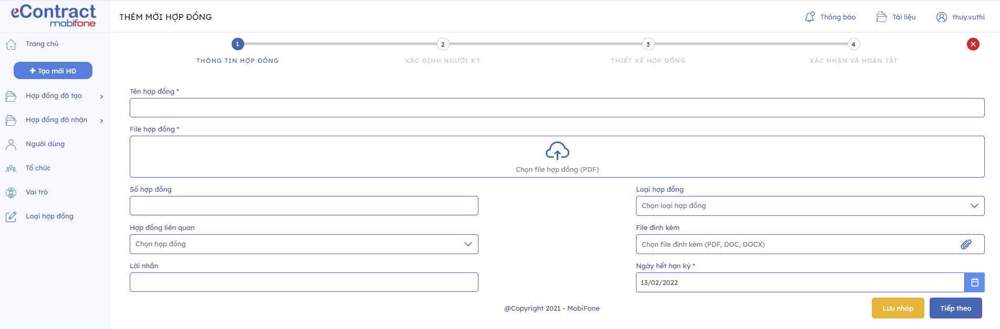 eContract
mobifone
THÊM MỚI HỢP ĐỒNG
Thông báo
Tài liệu
thuy.vuthi
Trang chủ
Tạo mới HĐ
Hợp đồng đã tạo
Hợp đồng đã nhận
Người dùng
Tổ chức
Vai trò
Loại hợp đồng
1
2
3
4
THÔNG TIN HỢP ĐỒNG
XÁC ĐỊNH NGƯỜI KÝ
THIẾT KẾ HỢP ĐỒNG
XÁC NHẬN VÀ HOÀN TẤT
Tên hợp đồng *
File hợp đồng *
Chọn file hợp đồng (PDF)
Số hợp đồng
Loại hợp đồng
Chọn loại hợp đồng
Hợp đồng liên quan
Chọn hợp đồng
File đính kèm
Chọn file đính kèm (PDF, DOC, DOCX)
Lời nhắn
Ngày hết hạn ký *
13/02/2022
@Copyright 2021 - MobiFone
Lưu nháp
Tiếp theo